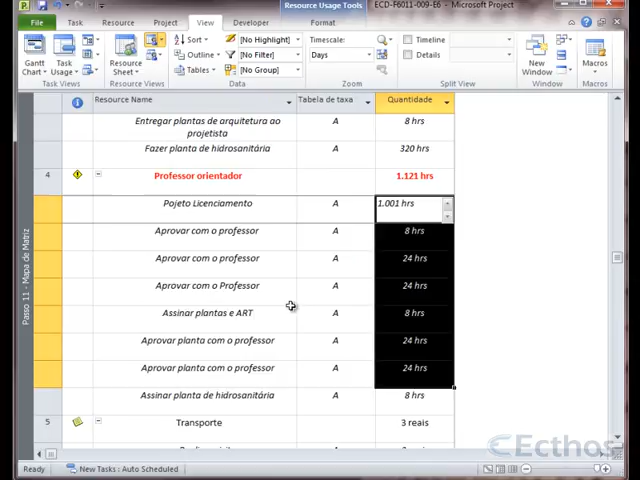 Resource Usage Tools
ECD-F6011-009-E6 - Microsoft Project
File
Task
Resource
Project
View
Developer
Format
Gantt Chart
Task Usage
Resource Sheet
Sort
Outline
Tables
[No Highlight]
[No Filter]
[No Group]
Timescale:
Days
Timeline
Details
New Window
Macros
Task Views
Resource Views
Data
Zoom
Split View
Window
Macros
Resource Name
Tabela de taxa
Quantidade
Entregar plantas de arquitetura ao projetista
A
8 hrs
Fazer planta de hidrosanitária
A
320 hrs
4
Professor orientador
1.121 hrs
Pojeto Licenciamento
A
1.001 hrs
Aprovar com o professor
A
8 hrs
Aprovar com o professor
A
24 hrs
Aprovar com o Professor
A
24 hrs
Assinar plantas e ART
A
8 hrs
Aprovar planta com o professor
A
24 hrs
Aprovar planta com o professor
A
24 hrs
Assinar planta de hidrosanitária
A
8 hrs
5
Transporte
3 reais
Passo 11 - Mapa de Matriz
Ecthos
Ready
New Tasks : Auto Scheduled